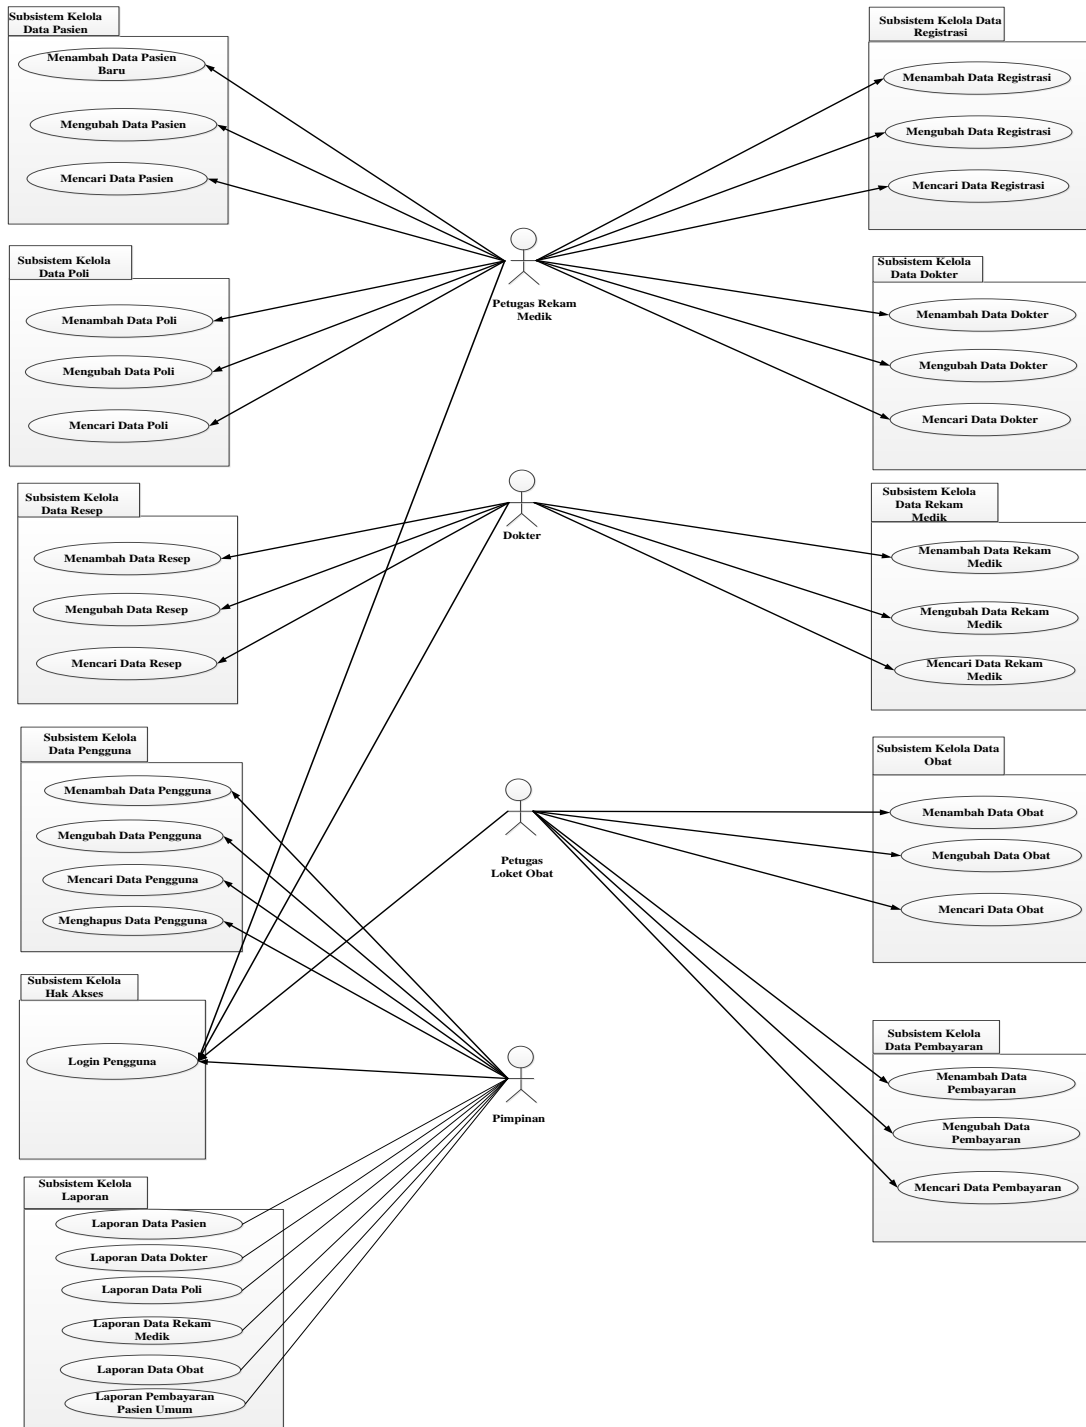 Subsistem Kelola
Data Pasien
Menambah Data Pasien
Baru
Mengubah Data Pasien
Mencari Data Pasien
Subsistem Kelola Data
Registrasi
Menambah Data Registrasi
Mengubah Data Registrasi
Mencari Data Registrasi
Petugas Rekam
Medik
Subsistem Kelola
Data Poli
Menambah Data Poli
Mengubah Data Poli
Mencari Data Poli
Subsistem Kelola
Data Dokter
Menambah Data Dokter
Mengubah Data Dokter
Mencari Data Dokter
Subsistem Kelola
Data Resep
Menambah Data Resep
Mengubah Data Resep
Mencari Data Resep
Dokter
Subsistem Kelola
Data Rekam
Medik
Menambah Data Rekam
Medik
Mengubah Data Rekam
Medik
Mencari Data Rekam
Medik
Subsistem Kelola
Data Pengguna
Menambah Data Pengguna
Mengubah Data Pengguna
Mencari Data Pengguna
Menghapus Data Pengguna
Petugas
Loket Obat
Subsistem Kelola Data
Obat
Menambah Data Obat
Mengubah Data Obat
Mencari Data Obat
Subsistem Kelola
Hak Akses
Login Pengguna
Pimpinan
Subsistem Kelola
Data Pembayaran
Menambah Data
Pembayaran
Mengubah Data
Pembayaran
Mencari Data Pembayaran
Subsistem Kelola
Laporan
Laporan Data Pasien
Laporan Data Dokter
Laporan Data Poli
Laporan Data Rekam
Medik
Laporan Data Obat
Laporan Pembayaran
Pasien Umum